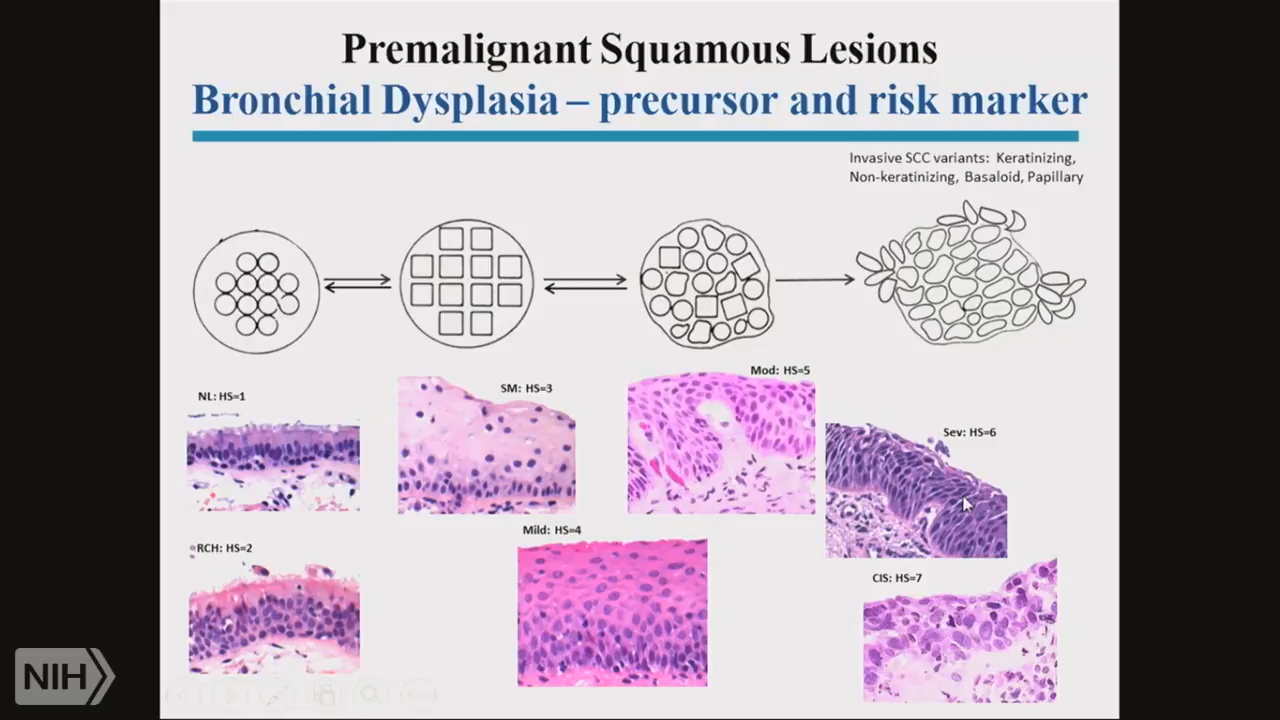 Premalignant Squamous Lesions
Bronchial Dysplasia – precursor and risk marker
Invasive SCC variants: Keratinizing,
Non-keratinizing, Basaloid, Papillary
NL: HS=1
SM: HS=3
Mod: HS=5
Sev: HS=6
RCH: HS=2
Mild: HS=4
CIS: HS=7
NIH